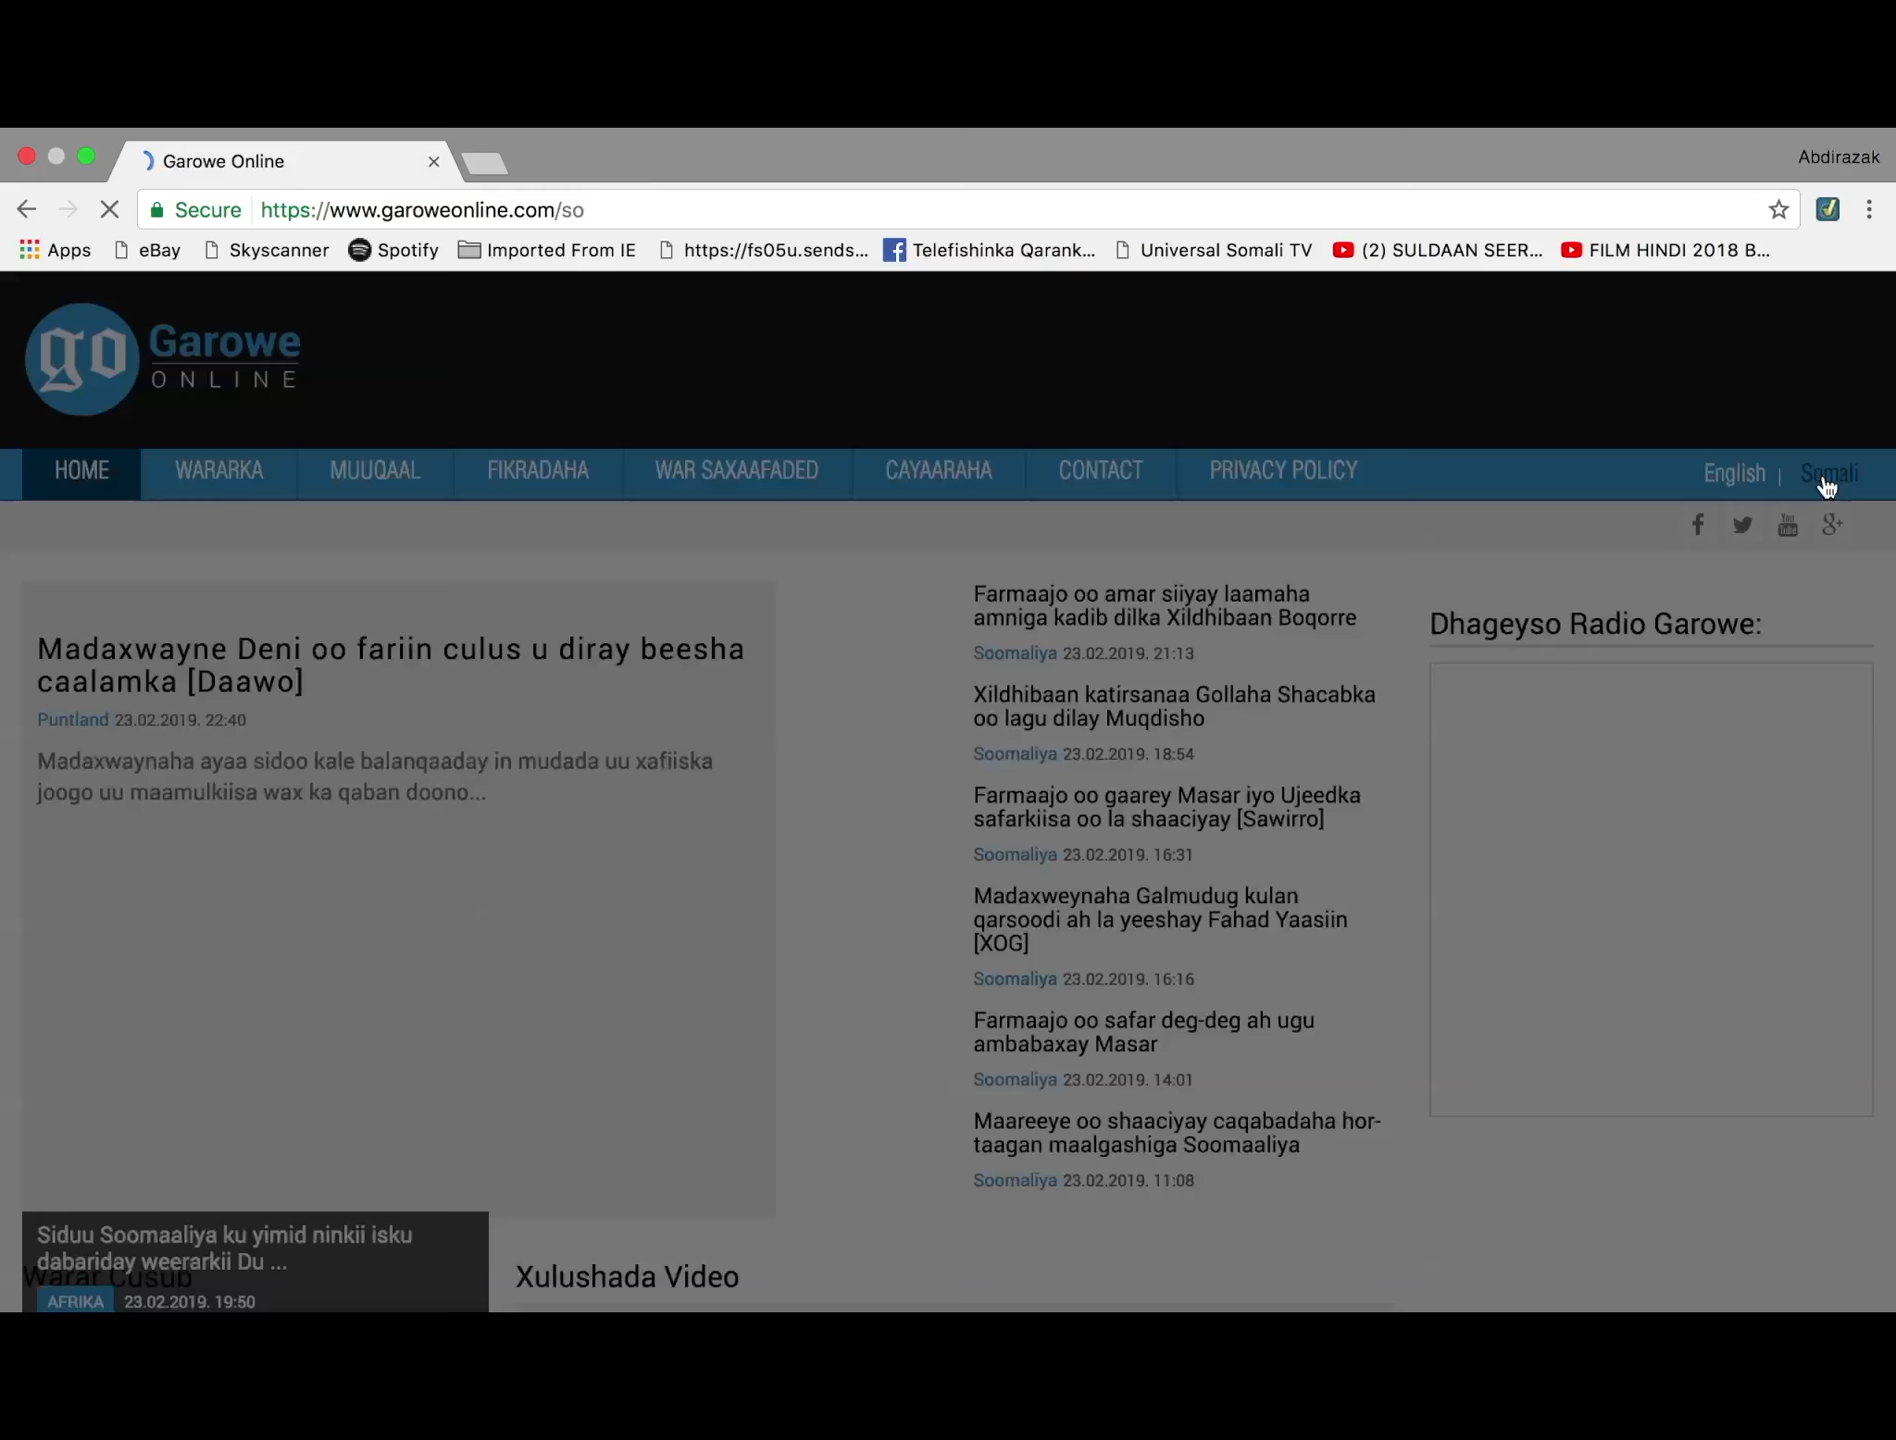 Garowe Online
Abdirazak
Secure https://www.garoweonline.com/so
Apps eBay Skyscanner Spotify Imported From IE https://fs05u.sends... Telefishinka Qarank... Universal Somali TV (2) SULDAAN SEER... FILM HINDI 2018 B...
go Garowe
ONLINE
HOME WARARKA MUUQAAL FIKRADAHA WAR SAXAAFADED CAYAARAHA CONTACT PRIVACY POLICY English | Somali
Madaxwayne Deni oo fariin culus u diray beesha
caalamka [Daawo]
Puntland 23.02.2019. 22:40
Madaxwaynaha ayaa sidoo kale balanqaaday in mudada uu xafiiska
joogo uu maamulkiisa wax ka qaban doono...
Farmaajo oo amar siiyay laamaha
amniga kadib dilka Xildhibaan Boqorre
Soomaliya 23.02.2019. 21:13
Xildhibaan katirsanaa Gollaha Shacabka
oo lagu dilay Muqdisho
Soomaliya 23.02.2019. 18:54
Farmaajo oo gaarey Masar iyo Ujeedka
safarkiisa oo la shaaciyay [Sawirro]
Soomaliya 23.02.2019. 16:31
Madaxweynaha Galmudug kulan
qarsoodi ah la yeeshay Fahad Yaasiin
[XOG]
Soomaliya 23.02.2019. 16:16
Farmaajo oo safar deg-deg ah ugu
ambabaxay Masar
Soomaliya 23.02.2019. 14:01
Maareeye oo shaaciyay caqabadaha hor-
taagan maalgashiga Soomaaliya
Soomaliya 23.02.2019. 11:08
Dhageyso Radio Garowe:
Siduu Soomaaliya ku yimid ninkii isku
dabariday weerarkii Du ...
Warar Cusub
AFRIKA 23.02.2019. 19:50
Xulushada Video